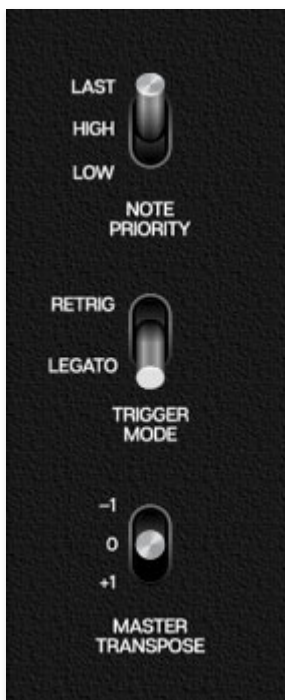 LAST
HIGH
LOW
NOTE
PRIORITY
RETRIG
LEGATO
TRIGGER
MODE
−1
0
+1
MASTER
TRANSPOSE